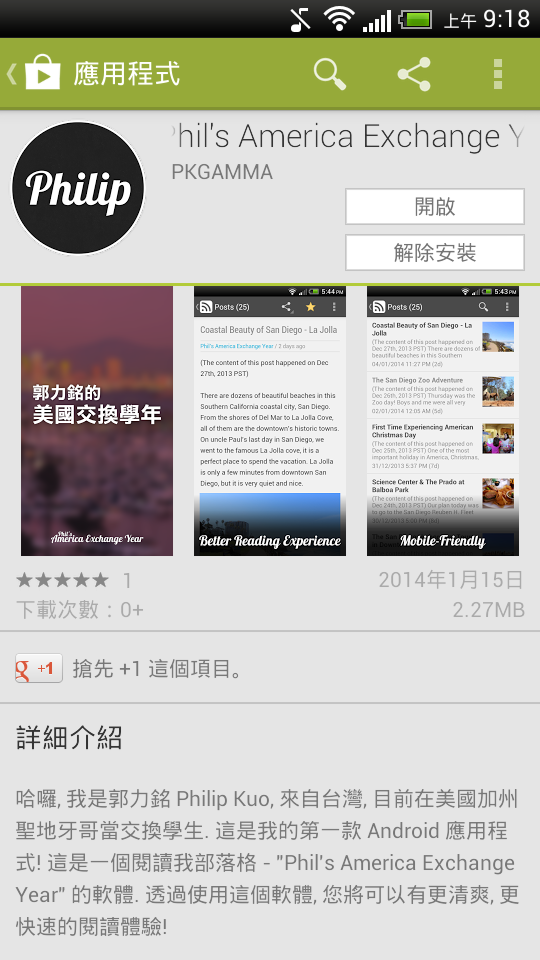 上午 9:18
應用程式
Philip
Phil's America Exchange Y
PKGAMMA
開啟
解除安裝
郭力銘的
美國交換學年
Phil's
America Exchange Year
5:44 PM
Posts (25)
Coastal Beauty of San Diego - La Jolla
Phil's America Exchange Year / 2 days ago
(The content of this post happened on Dec
27th, 2013 PST)
There are dozens of beautiful beaches in this
Southern California coastal city, San Diego.
From the shores of Del Mar to La Jolla Cove,
all of them are the downtown's historic towns.
On uncle Paul's last day in San Diego, we
went to the famous La Jolla cove, it is a
perfect place to spend the vacation. La Jolla
is only a few minutes from downtown San
Diego, but it is very quiet and nice.
Better Reading Experience
5:43 PM
Posts (25)
Coastal Beauty of San Diego - La
Jolla
(The content of this post happened on
Dec 27th, 2013 PST) There are dozens of
beautiful beaches in this Southern
04/01/2014 11:27 PM (2d)
The San Diego Zoo Adventure
(The content of this post happened on
Dec 26th, 2013 PST) Thursday was the
Zoo day! Boys and me were all very
02/01/2014 12:05 AM (5d)
First Time Experiencing American
Christmas Day
(The content of this post happened on
Dec 25th, 2013 PST) One of the most
important holiday in America, Christmas,
31/12/2013 5:37 PM (7d)
Science Center & The Prado at
Balboa Park
(The content of this post happened on
Dec 24th, 2013 PST) Our plan today was
to go to the San Diego Reuben H. Fleet
Mobile-Friendly
1
2014年1月15日
下載次數：0+
2.27MB
g +1
搶先 +1 這個項目。
詳細介紹
哈囉, 我是郭力銘 Philip Kuo, 來自台灣, 目前在美國加州
聖地牙哥當交換學生. 這是我的第一款 Android 應用程
式! 這是一個閱讀我部落格 - "Phil's America Exchange
Year" 的軟體. 透過使用這個軟體, 您將可以有更清爽, 更
快速的閱讀體驗!